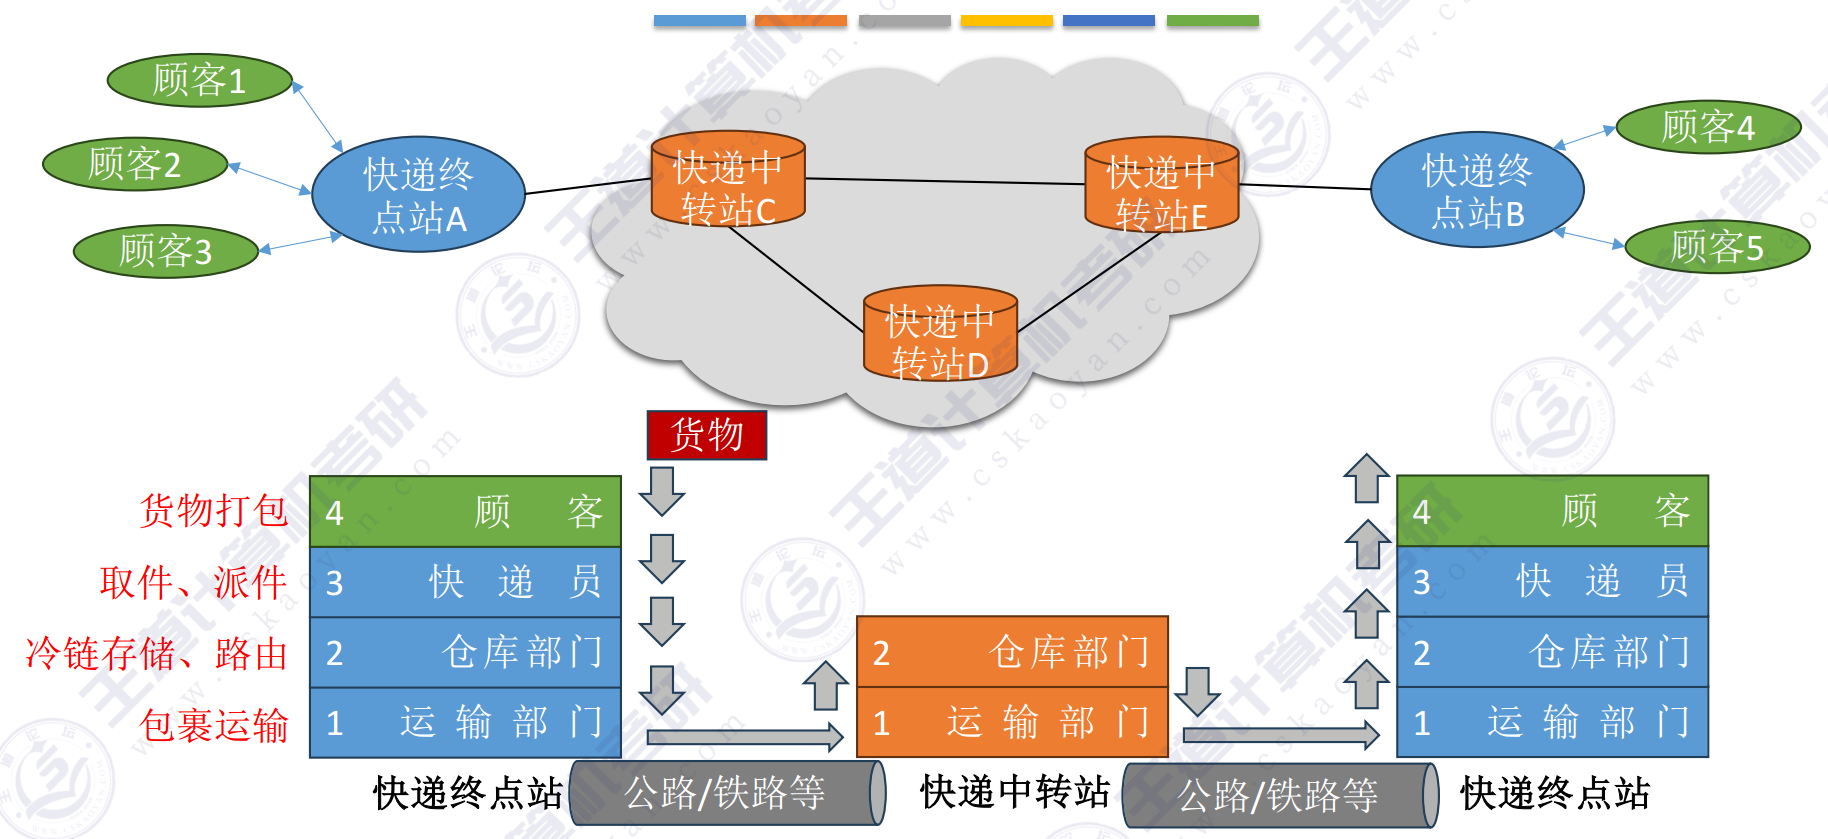 顾客1
顾客2
顾客3
快递终
点站A
快递中
转站C
快递中
转站E
快递中
转站D
快递终
点站B
顾客4
顾客5
货物
货物打包
4 顾客
取件、派件
3 快递员
冷链存储、路由
2 仓库部门
包裹运输
1 运输部门
2 仓库部门
1 运输部门
4 顾客
3 快递员
2 仓库部门
1 运输部门
快递终点站
公路/铁路等
快递中转站
公路/铁路等
快递终点站
王道计算机考研
www.cskaoyan.com